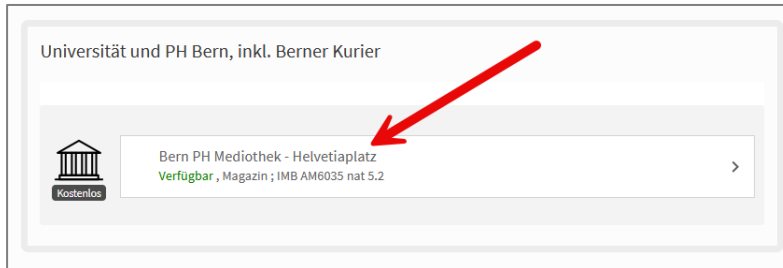 Universität und PH Bern, inkl. Berner Kurier
Bern PH Mediothek - Helvetiaplatz
Verfügbar , Magazin ; IMB AM6035 nat 5.2
Kostenlos